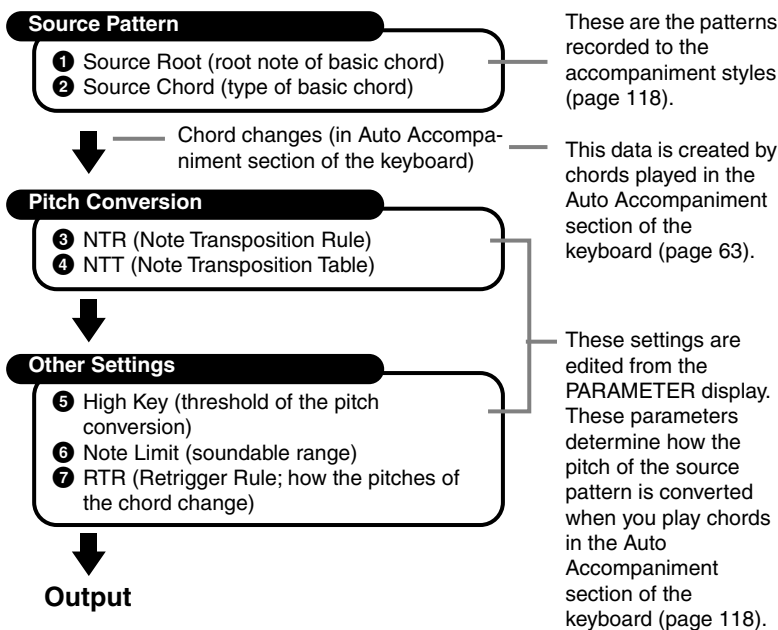 Source Pattern
❶ Source Root (root note of basic chord)
❷ Source Chord (type of basic chord)
These are the patterns
recorded to the
accompaniment styles
(page 118).
Chord changes (in Auto Accompa-
niment section of the keyboard)
This data is created by
chords played in the
Auto Accompaniment
section of the
keyboard (page 63).
Pitch Conversion
❸ NTR (Note Transposition Rule)
❹ NTT (Note Transposition Table)
Other Settings
❺ High Key (threshold of the pitch
conversion)
❻ Note Limit (soundable range)
❼ RTR (Retrigger Rule; how the pitches of
the chord change)
These settings are
edited from the
PARAMETER display.
These parameters
determine how the
pitch of the source
pattern is converted
when you play chords
in the Auto
Accompaniment
section of the
keyboard (page 118).
Output